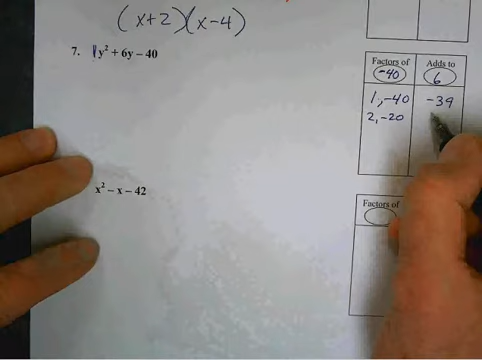 (x+2)(x-4)
7. 1y² + 6y – 40
Factors of Adds to
-40 6
1, -40 -39
2, -20
x² – x – 42
Factors of